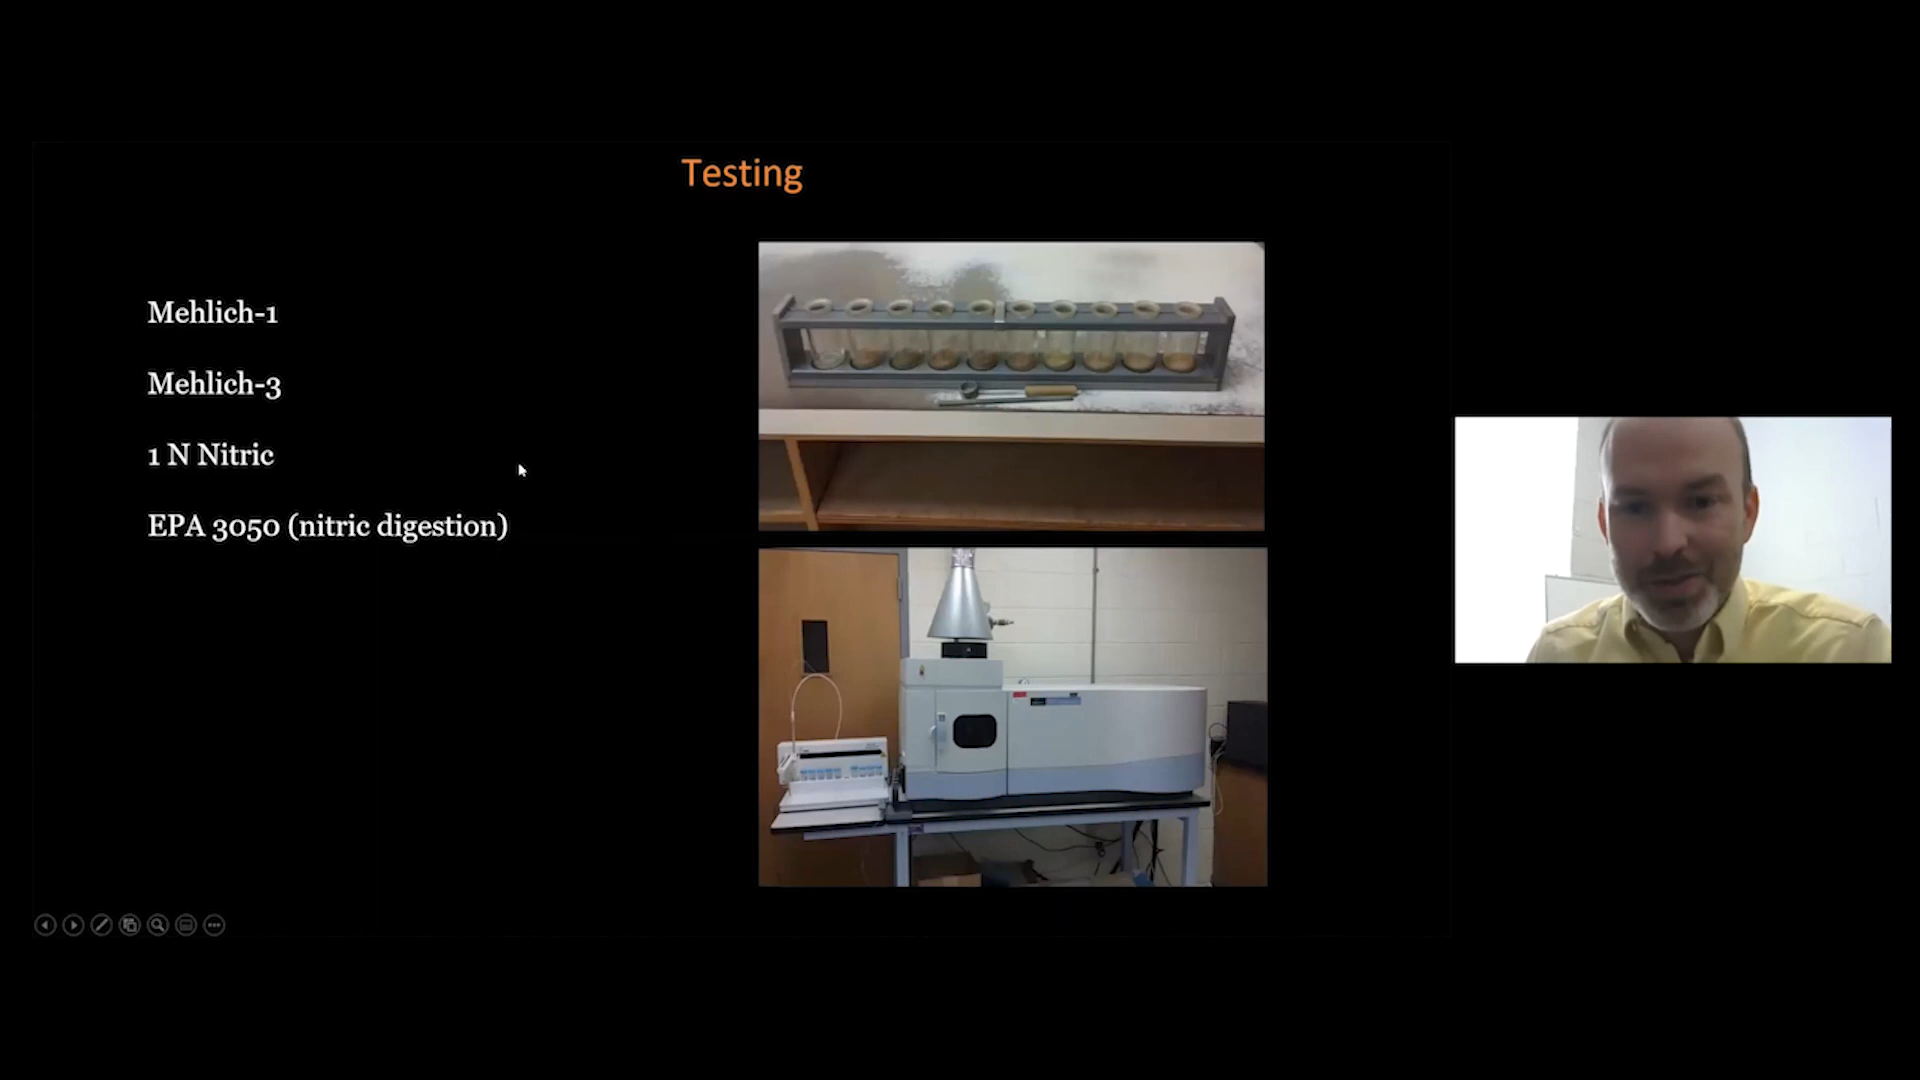 Testing
Mehlich-1
Mehlich-3
1 N Nitric
EPA 3050 (nitric digestion)